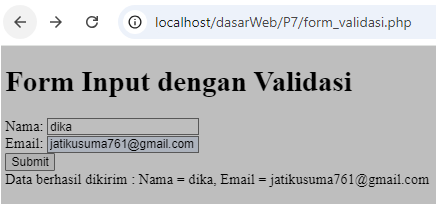 localhost/dasarWeb/P7/form_validasi.php
Form Input dengan Validasi
Nama: dika
Email: jatikusuma761@gmail.com
Submit
Data berhasil dikirim : Nama = dika, Email = jatikusuma761@gmail.com